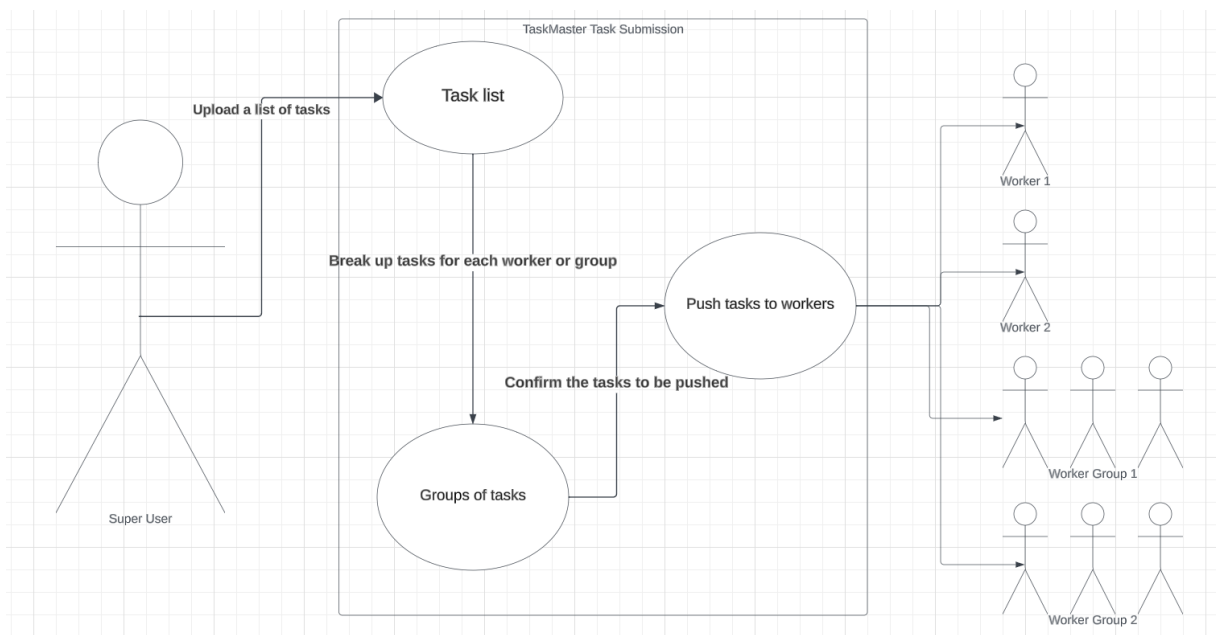 TaskMaster Task Submission
Task list
Upload a list of tasks
Worker 1
Break up tasks for each worker or group
Push tasks to workers
Worker 2
Confirm the tasks to be pushed
Worker Group 1
Groups of tasks
Super User
Worker Group 2